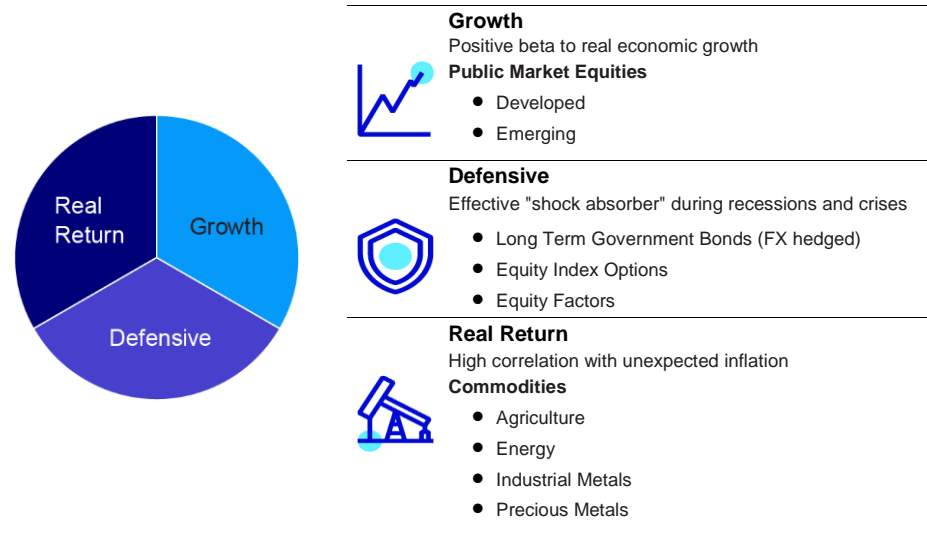 Real
Return
Growth
Defensive
Growth
Positive beta to real economic growth
Public Market Equities
● Developed
● Emerging
Defensive
Effective "shock absorber" during recessions and crises
● Long Term Government Bonds (FX hedged)
● Equity Index Options
● Equity Factors
Real Return
High correlation with unexpected inflation
Commodities
● Agriculture
● Energy
● Industrial Metals
● Precious Metals